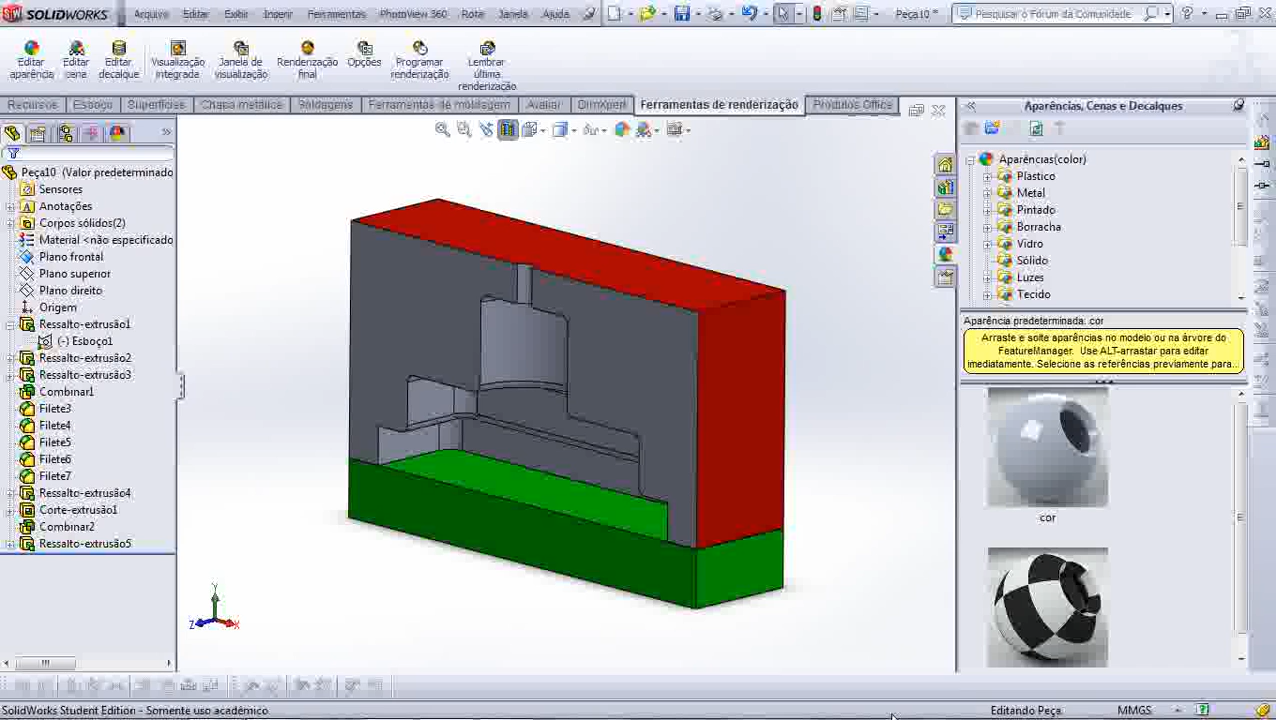 SOLIDWORKS
Arquivo Editar Exibir Inserir Ferramentas PhotoView 360 Rota Janela Ajuda
Peça10 *
Pesquisar o Fórum da Comunidade
Editar aparência
Editar cena
Editar decalque
Visualização integrada
Janela de visualização
Renderização final
Opções
Programar renderização
Lembrar última renderização
Recursos Esboço Superfícies Chapa metálica Soldagens Ferramentas de moldagem Avaliar DimXpert Ferramentas de renderização Produtos Office
Peça10 (Valor predeterminado
Sensores
Anotações
Corpos sólidos(2)
Material <não especificado
Plano frontal
Plano superior
Plano direito
Origem
Ressalto-extrusão1
(-) Esboço1
Ressalto-extrusão2
Ressalto-extrusão3
Combinar1
Filete3
Filete4
Filete5
Filete6
Filete7
Ressalto-extrusão4
Corte-extrusão1
Combinar2
Ressalto-extrusão5
Y
Z
X
Aparências, Cenas e Decalques
Aparências(color)
Plástico
Metal
Pintado
Borracha
Vidro
Sólido
Luzes
Tecido
Aparência predeterminada: cor
Arraste e solte aparências no modelo ou na árvore do
FeatureManager. Use ALT-arrastar para editar
imediatamente. Selecione as referências previamente para...
cor
SolidWorks Student Edition - Somente uso acadêmico
Editando Peça
MMGS